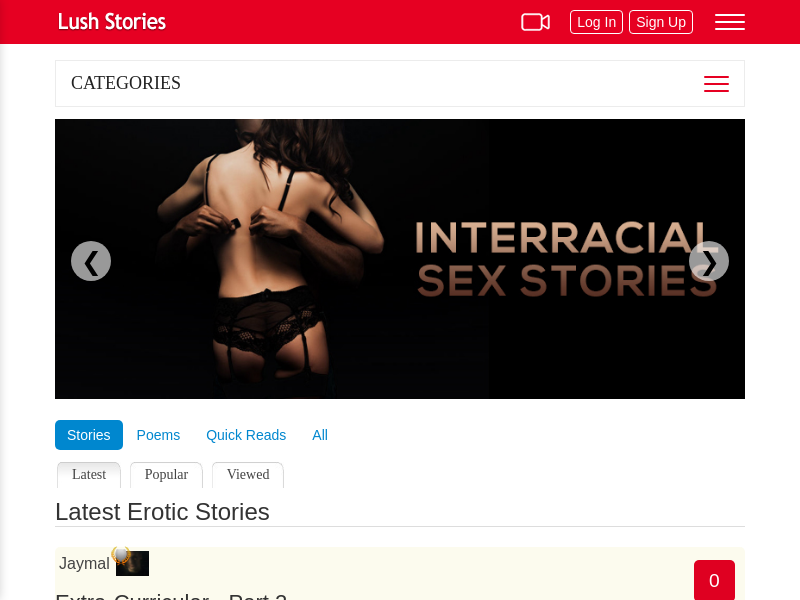 Lush Stories
Log In
Sign Up
CATEGORIES
INTERRACIAL
SEX STORIES
Stories
Poems
Quick Reads
All
Latest
Popular
Viewed
Latest Erotic Stories
Jaymal
0
Extra-Curricular - Part 2